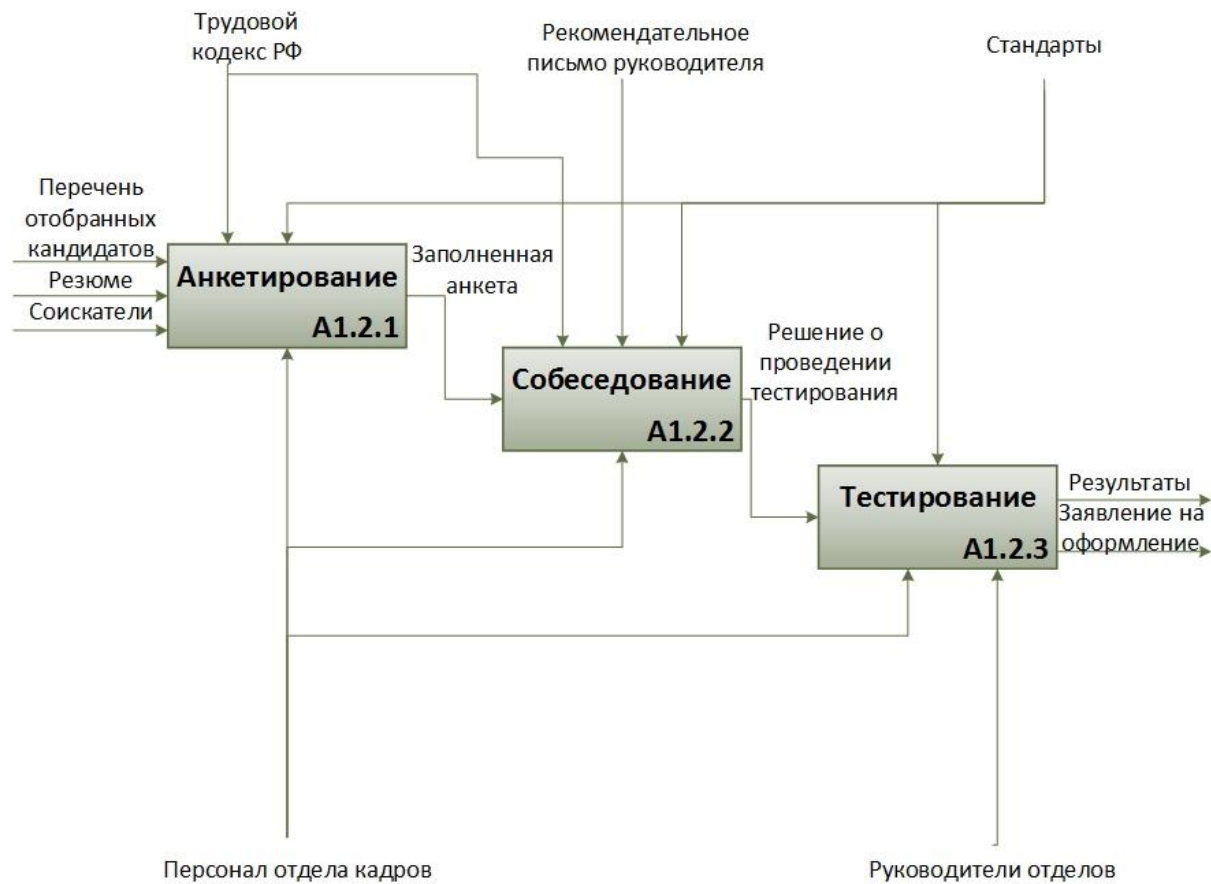 Трудовой
кодекс РФ
Рекомендательное
письмо руководителя
Стандарты
Перечень
отобранных
кандидатов
Резюме
Соискатели
Анкетирование
А1.2.1
Заполненная
анкета
Собеседование
А1.2.2
Решение о
проведении
тестирования
Тестирование
А1.2.3
Результаты
Заявление на
оформление
Персонал отдела кадров
Руководители отделов